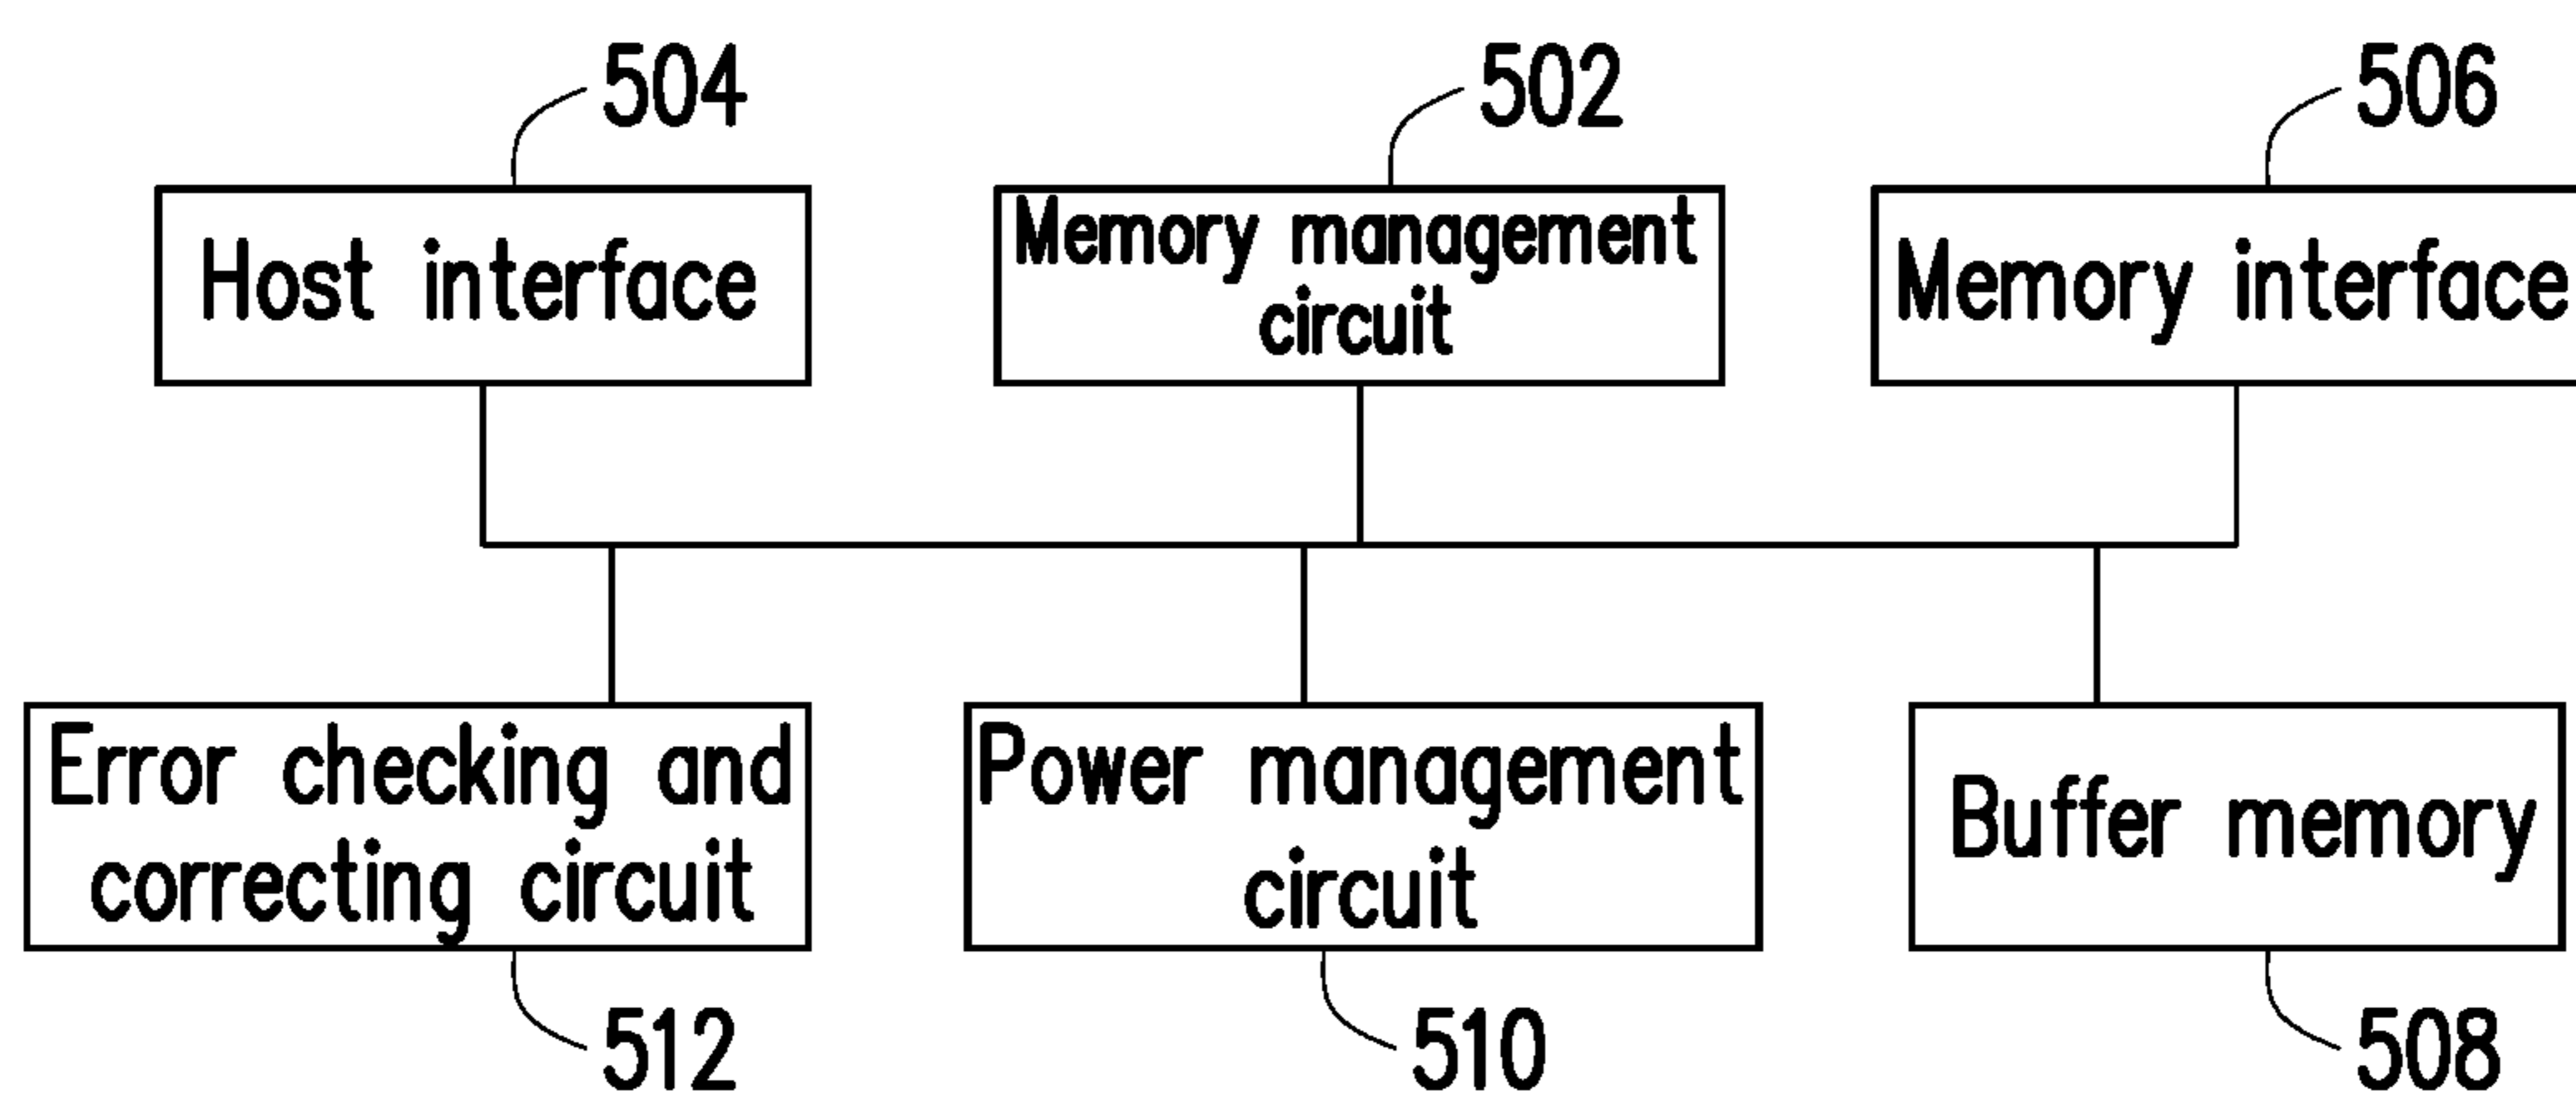 504
502
506
Host interface
Memory management
circuit
Memory interface
Error checking and
correcting circuit
Power management
circuit
Buffer memory
512
510
508